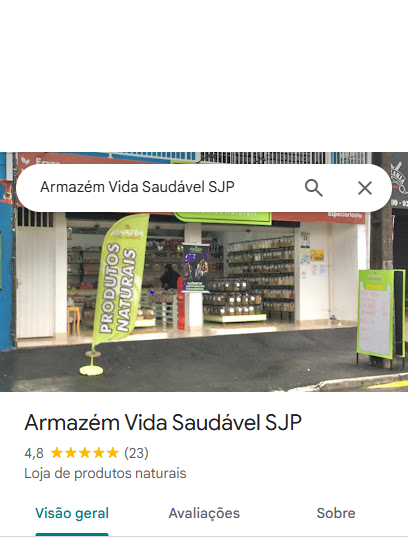 Armazém Vida Saudável SJP
Especiarias
PRODUTOS
NATURAIS
Armazém Vida Saudável SJP
4,8 (23)
Loja de produtos naturais
Visão geral Avaliações Sobre